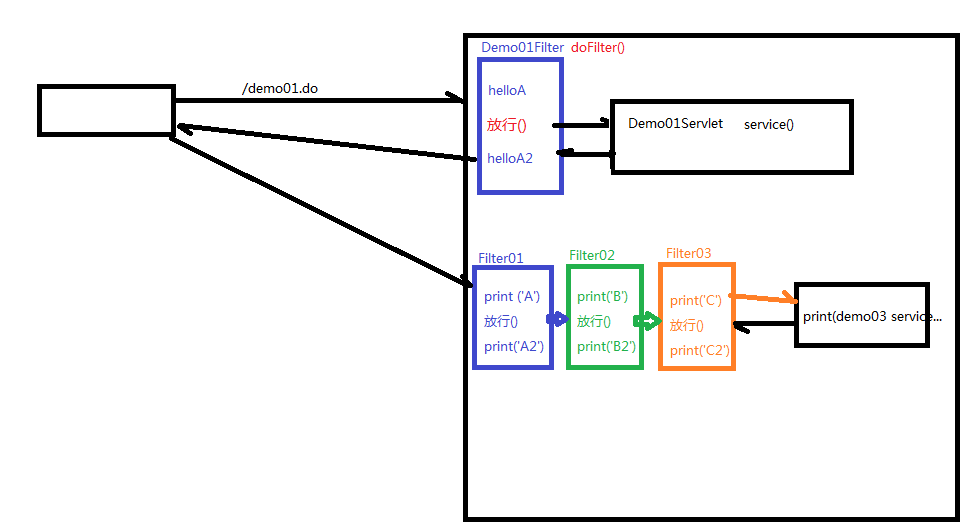 Demo01Filter doFilter()
/demo01.do
helloA
放行()
helloA2
Demo01Servlet service()
Filter01
print ('A')
放行()
print('A2')
Filter02
print('B')
放行()
print('B2')
Filter03
print('C')
放行()
print('C2')
print(demo03 service...